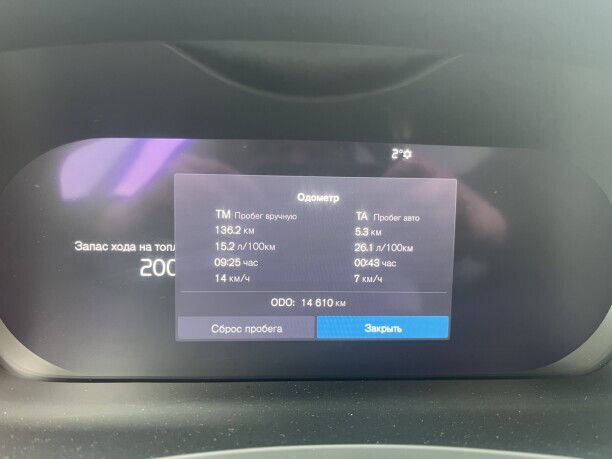 2°
Одометр
TM Пробег вручную
TA Пробег авто
136.2 км
5.3 км
Запас хода на топл
15.2 л/100км
26.1 л/100км
200
09:25 час
00:43 час
14 км/ч
7 км/ч
ODO: 14 610 км
Сброс пробега
Закрыть